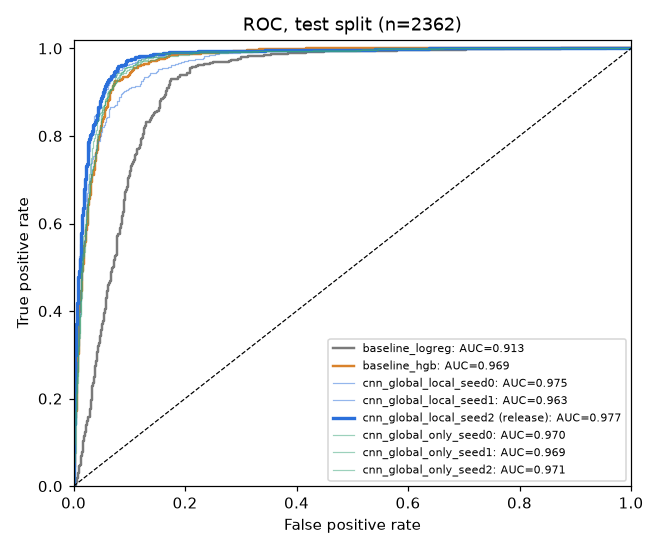 ROC, test split (n=2362)
1.0
0.8
0.6
0.4
0.2
0.0
True positive rate
baseline_logreg: AUC=0.913
baseline_hgb: AUC=0.969
cnn_global_local_seed0: AUC=0.975
cnn_global_local_seed1: AUC=0.963
cnn_global_local_seed2 (release): AUC=0.977
cnn_global_only_seed0: AUC=0.970
cnn_global_only_seed1: AUC=0.969
cnn_global_only_seed2: AUC=0.971
0.0 0.2 0.4 0.6 0.8 1.0
False positive rate